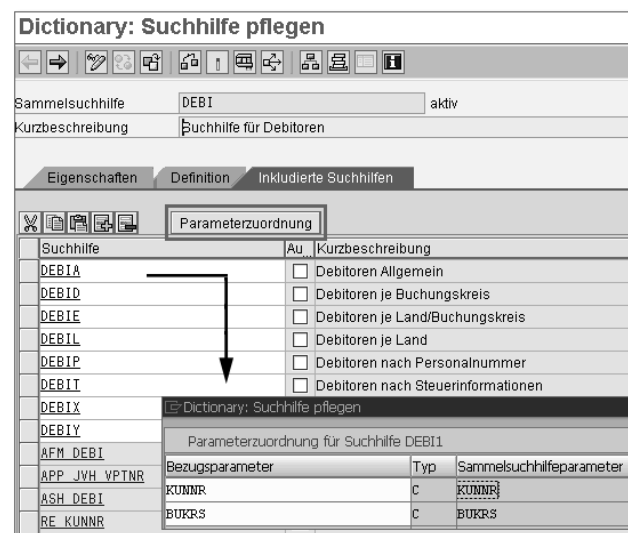 Dictionary: Suchhilfe pflegen
Sammelsuchhilfe DEBI aktiv
Kurzbeschreibung Suchhilfe für Debitoren
Eigenschaften Definition Inkludierte Suchhilfen
Parameterzuordnung
Suchhilfe Au... Kurzbeschreibung
DEBIA Debitoren Allgemein
DEBID Debitoren je Buchungskreis
DEBIE Debitoren je Land/Buchungskreis
DEBIL Debitoren je Land
DEBIP Debitoren nach Personalnummer
DEBIT Debitoren nach Steuerinformationen
DEBIX
DEBIY
AFM_DEBI
APP_JVH_VPTNR
ASH_DEBI
RE_KUNNR
Dictionary: Suchhilfe pflegen
Parameterzuordnung für Suchhilfe DEBI1
Bezugsparameter Typ Sammelsuchhilfeparameter
KUNNR C KUNNR
BUKRS C BUKRS